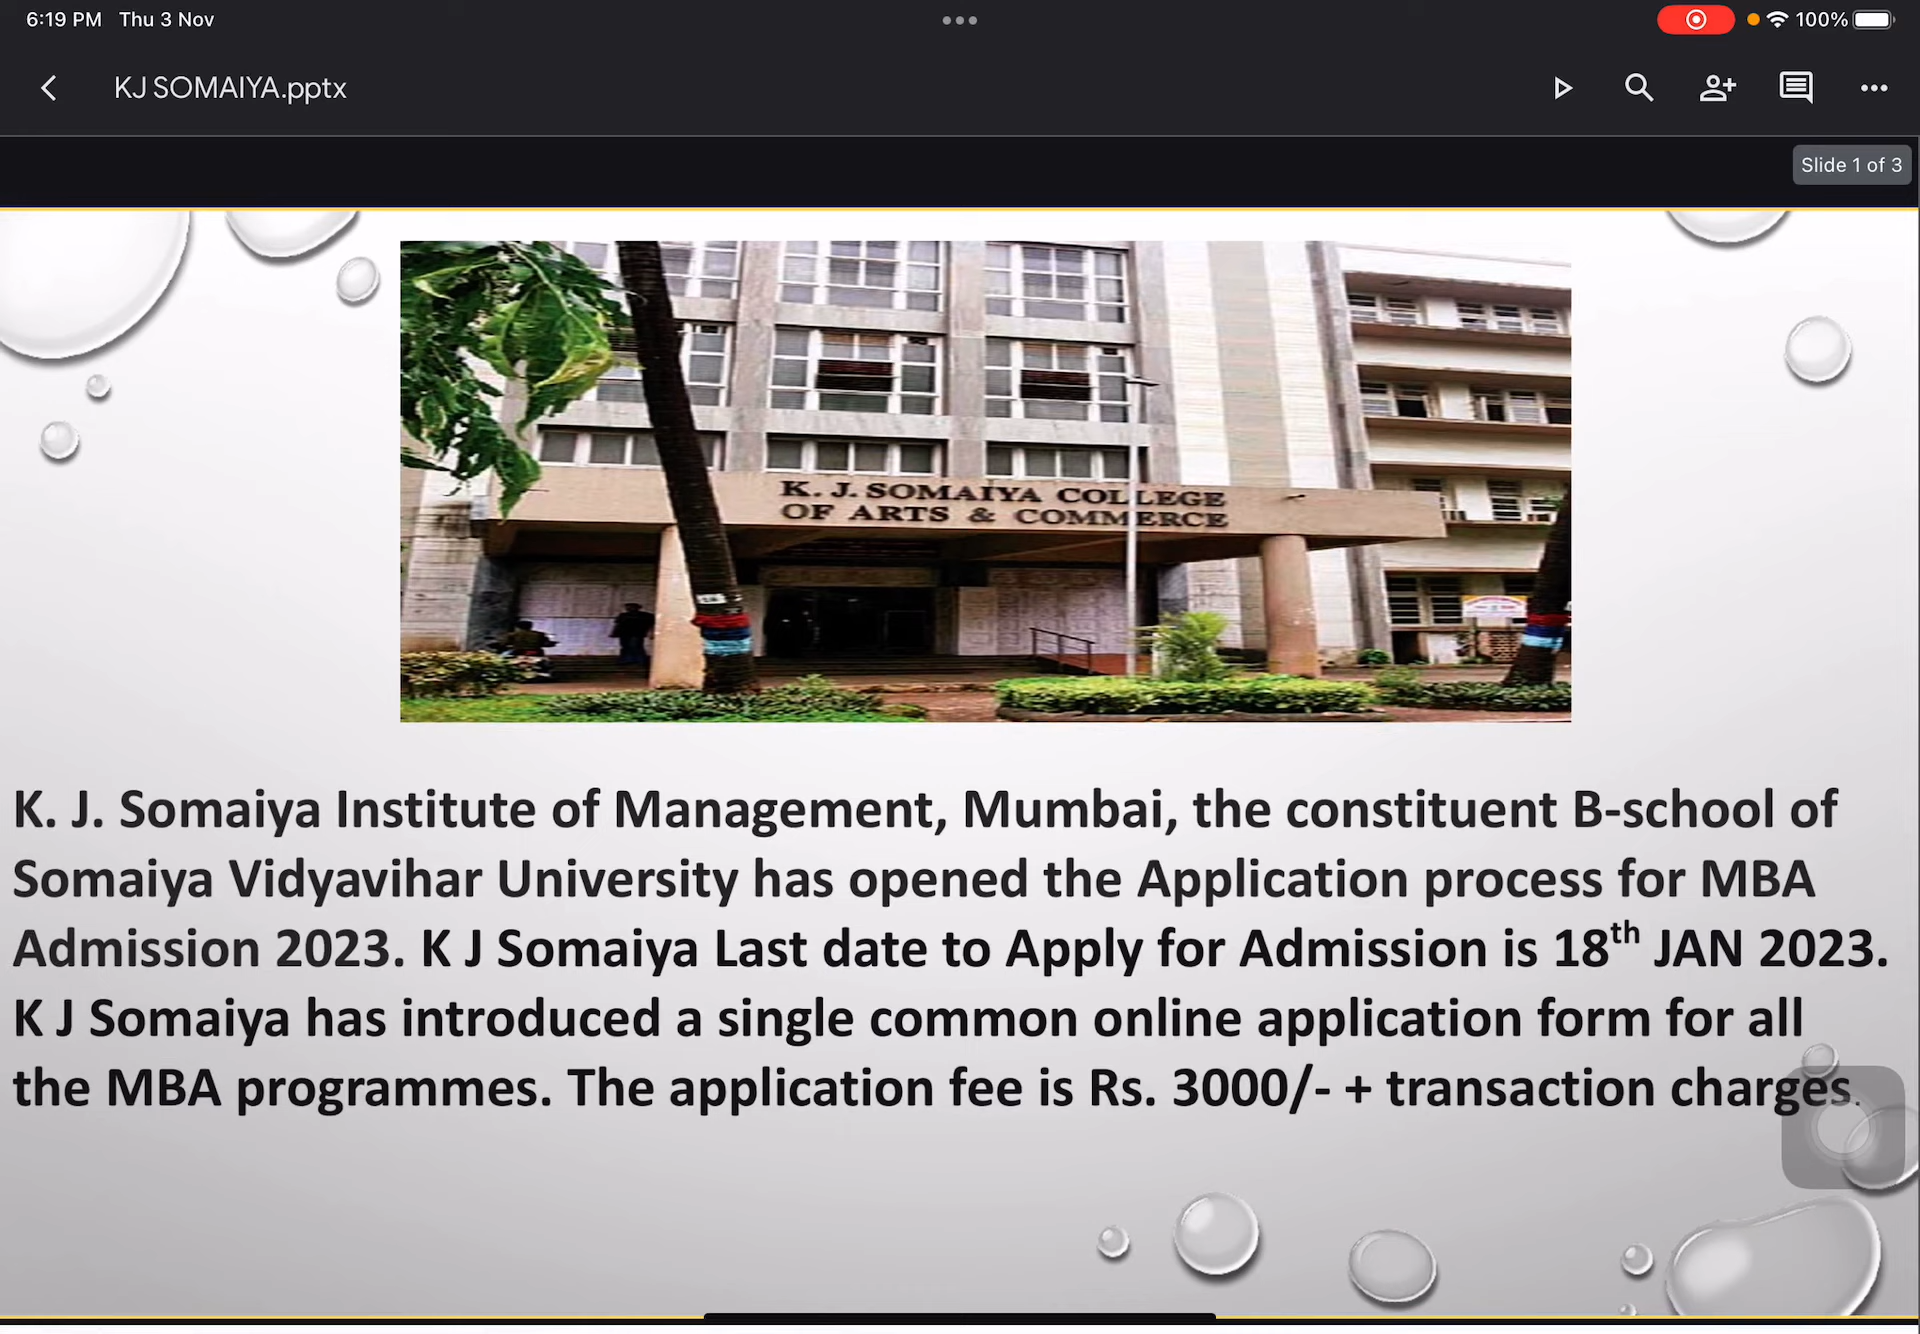 6:19 PM Thu 3 Nov
100%
KJ SOMAIYA.pptx
Slide 1 of 3
K. J. SOMAIYA COLLEGE
OF ARTS & COMMERCE
K. J. Somaiya Institute of Management, Mumbai, the constituent B-school of
Somaiya Vidyavihar University has opened the Application process for MBA
Admission 2023. K J Somaiya Last date to Apply for Admission is 18th JAN 2023.
K J Somaiya has introduced a single common online application form for all
the MBA programmes. The application fee is Rs. 3000/- + transaction charges.